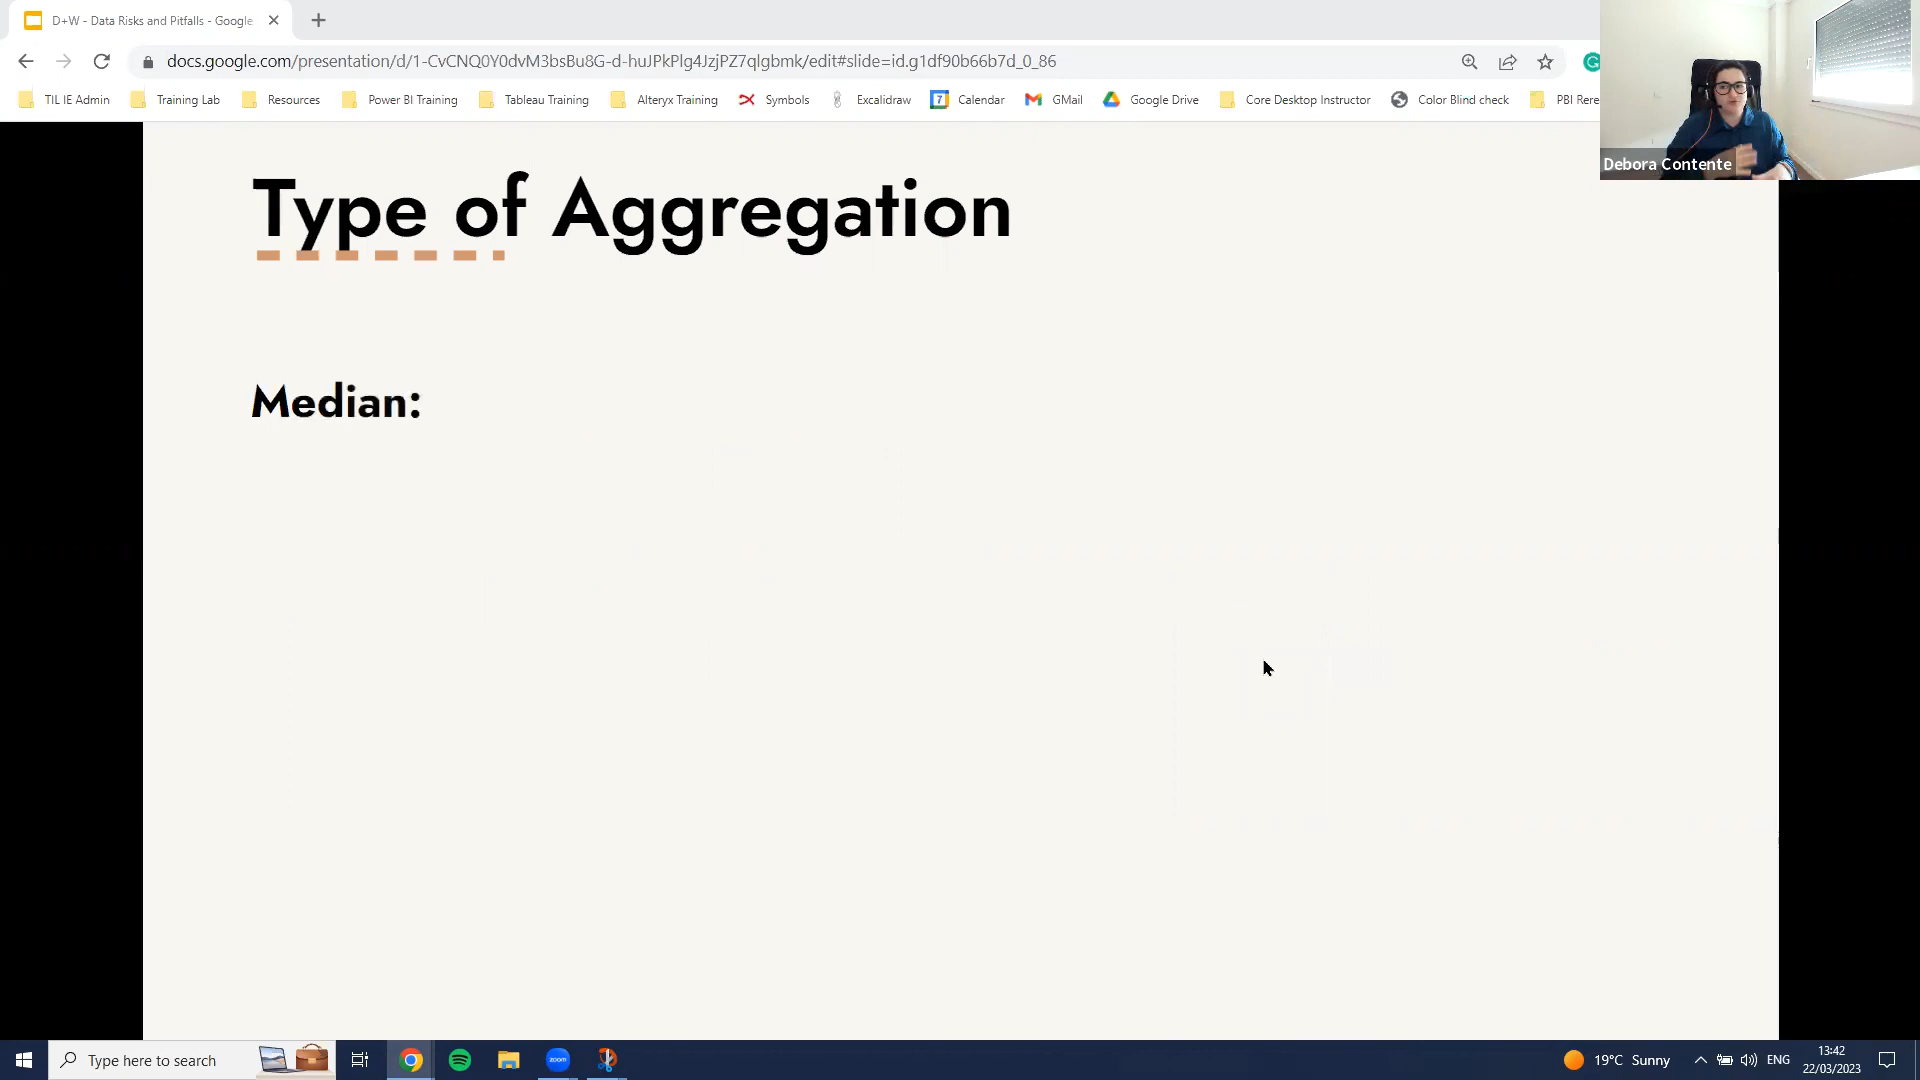 D+W - Data Risks and Pitfalls - Google
docs.google.com/presentation/d/1-CvCNQ0Y0dvM3bsBu8G-d-huJPkPlg4JzjPZ7qlgbmk/edit#slide=id.g1df90b66b7d_0_86
TIL IE Admin Training Lab Resources Power BI Training Tableau Training Alteryx Training Symbols Excalidraw 7 Calendar GMail Google Drive Core Desktop Instructor Color Blind check PBI Rere
Debora Contente
Type of Aggregation
Median:
Type here to search
zoom
19°C Sunny
ENG
13:42
22/03/2023